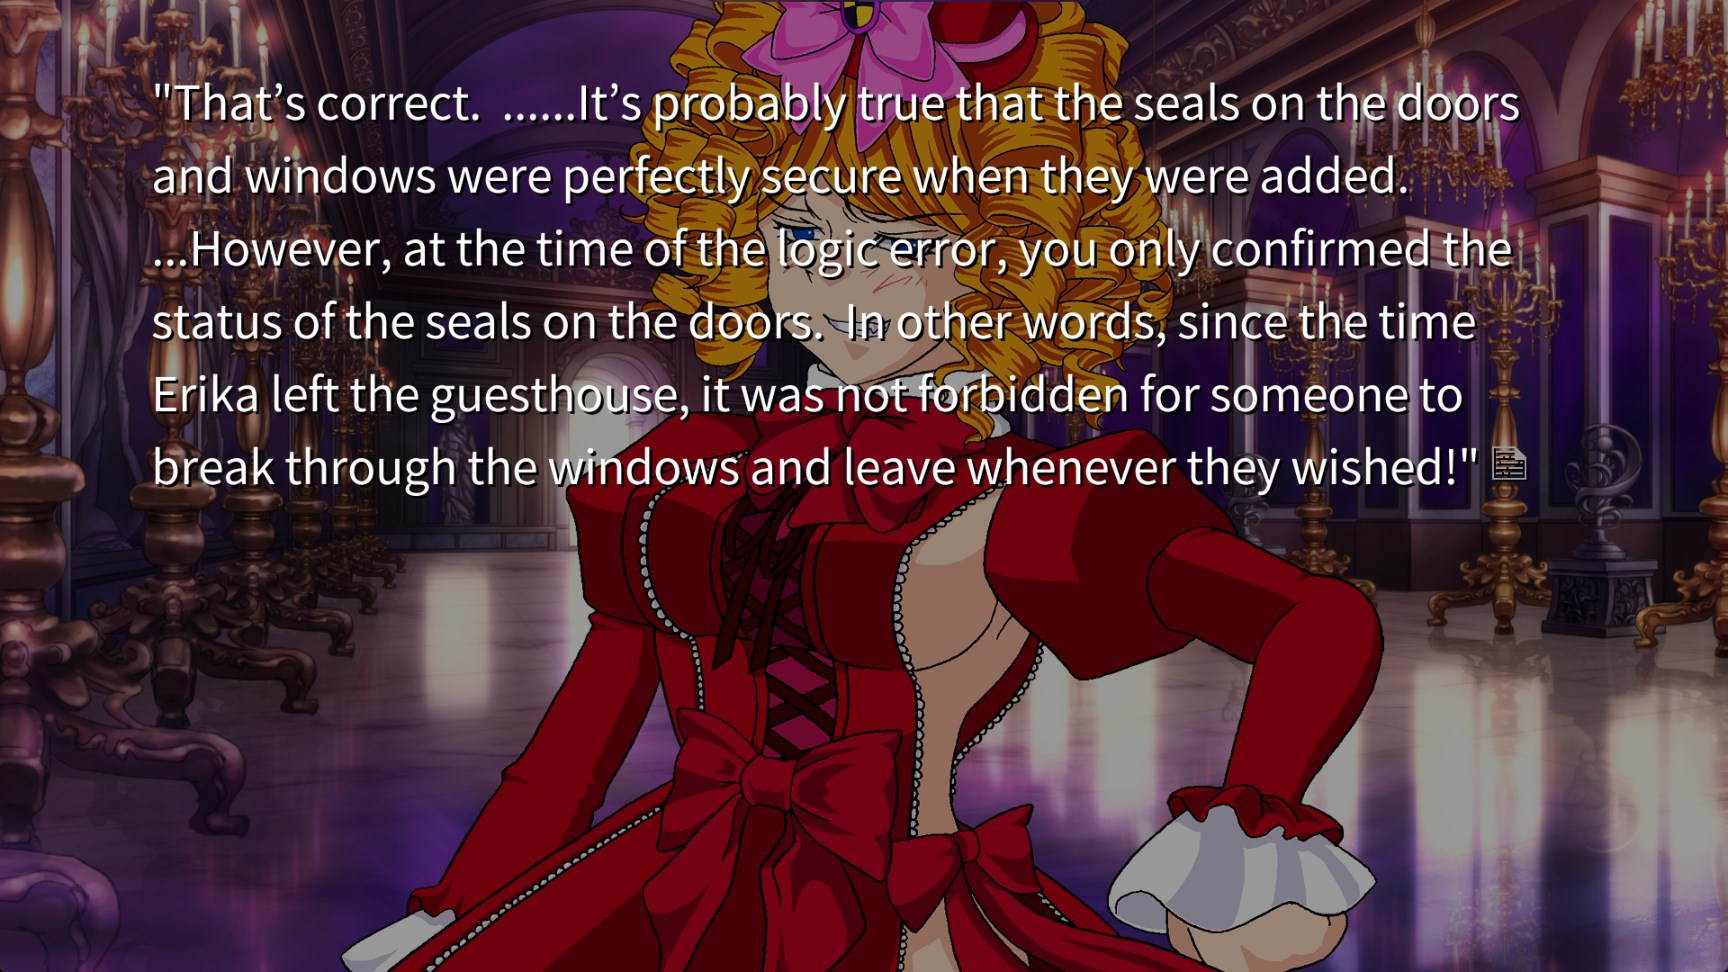 "That’s correct.  ......It’s probably true that the seals on the doors
and windows were perfectly secure when they were added.
...However, at the time of the logic error, you only confirmed the
status of the seals on the doors.  In other words, since the time
Erika left the guesthouse, it was not forbidden for someone to
break through the windows and leave whenever they wished!"